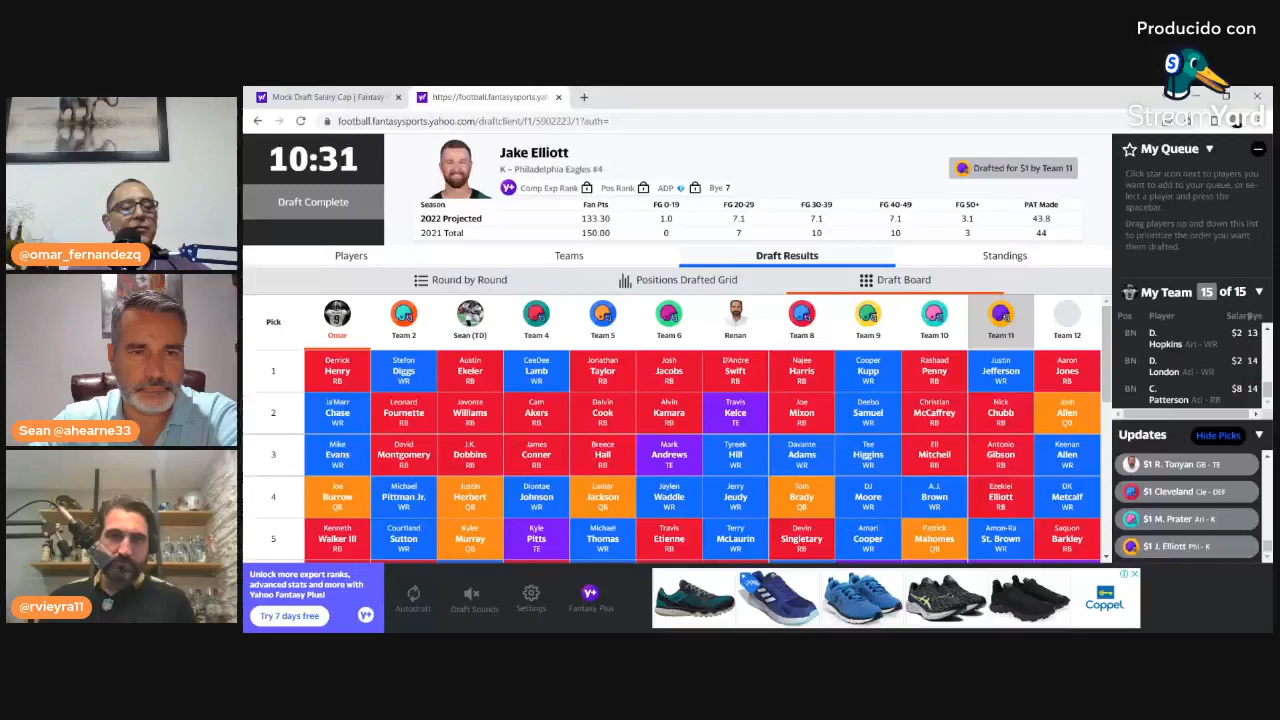 Producido con
StreamYard
@omar_fernandezq
Sean @ahearne33
@rvieyra11
Mock Draft Salary Cap | Fantasy
https://football.fantasysports.yah
football.fantasysports.yahoo.com/draftclient/f1/5902223/1?auth=
10:31
Draft Complete
Jake Elliott
K – Philadelphia Eagles #4
Comp Exp Rank Pos Rank ADP Bye 7
Drafted for $1 by Team 11
Season Fan Pts FG 0-19 FG 20-29 FG 30-39 FG 40-49 FG 50+ PAT Made
2022 Projected 133.30 1.0 7.1 7.1 7.1 3.1 43.8
2021 Total 150.00 0 7 10 10 3 44
Players Teams Draft Results Standings
Round by Round Positions Drafted Grid Draft Board
Pick Omar Team 2 Sean (TD) Team 4 Team 5 Team 6 Renan Team 8 Team 9 Team 10 Team 11 Team 12
1 Derrick Henry RB Stefon Diggs WR Austin Ekeler RB CeeDee Lamb WR Jonathan Taylor RB Josh Jacobs RB D'Andre Swift RB Najee Harris RB Cooper Kupp WR Rashaad Penny RB Justin Jefferson WR Aaron Jones RB
2 Ja'Marr Chase WR Leonard Fournette RB Javonte Williams RB Cam Akers RB Dalvin Cook RB Alvin Kamara RB Travis Kelce TE Joe Mixon RB Deebo Samuel WR Christian McCaffrey RB Nick Chubb RB Josh Allen QB
3 Mike Evans WR David Montgomery RB J.K. Dobbins RB James Conner RB Breece Hall RB Mark Andrews TE Tyreek Hill WR Davante Adams WR Tee Higgins WR Eli Mitchell RB Antonio Gibson RB Keenan Allen WR
4 Joe Burrow QB Michael Pittman Jr. WR Justin Herbert QB Diontae Johnson WR Lamar Jackson QB Jaylen Waddle WR Jerry Jeudy WR Tom Brady QB DJ Moore WR A.J. Brown WR Ezekiel Elliott RB DK Metcalf WR
5 Kenneth Walker III RB Courtland Sutton WR Kyler Murray QB Kyle Pitts TE Michael Thomas WR Travis Etienne RB Terry McLaurin WR Devin Singletary RB Amari Cooper WR Patrick Mahomes QB Amon-Ra St. Brown WR Saquon Barkley RB
My Queue
Click star icon next to players you
want to add to your queue, or se-
lect a player and press the
spacebar.
Drag players up and down this list
to prioritize the order you want
them drafted.
My Team 15 of 15
Pos Player Salary Bye
BN D. Hopkins Ari - WR $2 13
BN D. London Atl - WR $2 14
BN C. Patterson Atl - RB $8 14
Updates Hide Picks
$1 R. Tonyan GB - TE
$1 Cleveland Cle - DEF
$1 M. Prater Ari - K
$1 J. Elliott Phi - K
Unlock more expert ranks,
advanced stats and more with
Yahoo Fantasy Plus!
Try 7 days free
Autodraft Draft Sounds Settings Fantasy Plus
Coppel